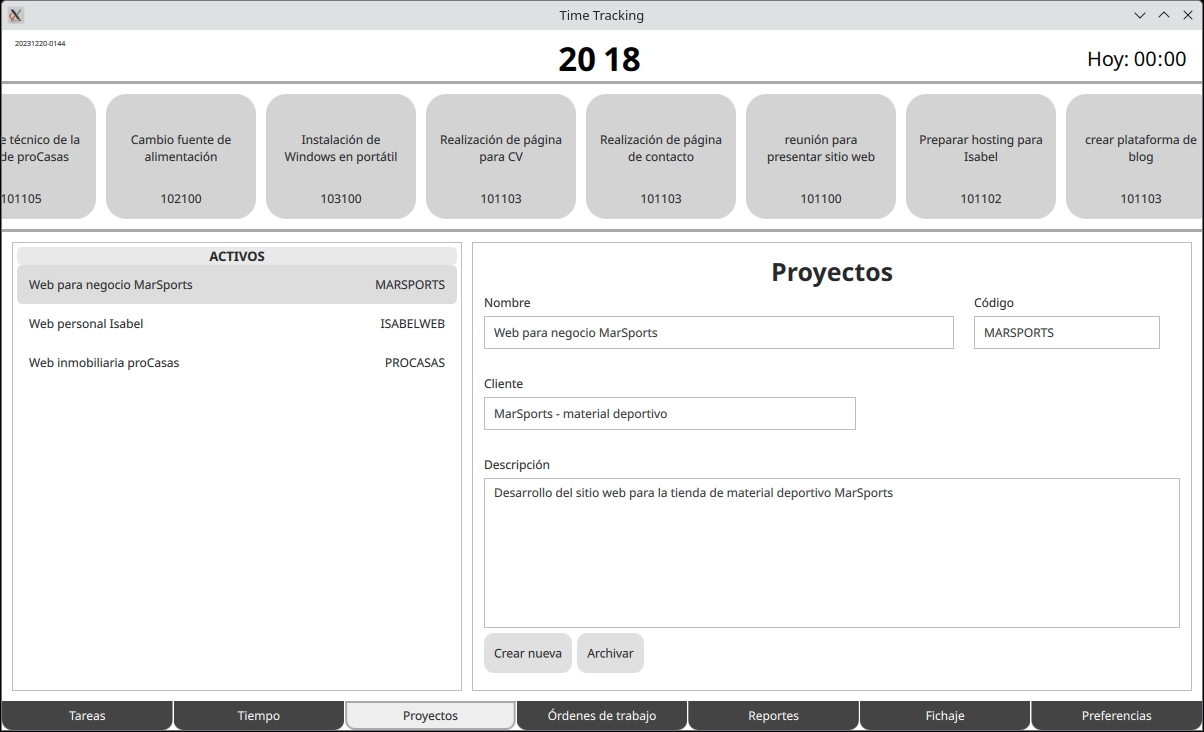 Time Tracking
20231220-0144
20 18
Hoy: 00:00
e técnico de la
de proCasas
101105
Cambio fuente de
alimentación
102100
Instalación de
Windows en portátil
103100
Realización de página
para CV
101103
Realización de página
de contacto
101103
reunión para
presentar sitio web
101100
Preparar hosting para
Isabel
101102
crear plataforma de
blog
101103
ACTIVOS
Web para negocio MarSports MARSPORTS
Web personal Isabel ISABELWEB
Web inmobiliaria proCasas PROCASAS
Proyectos
Nombre Código
Web para negocio MarSports MARSPORTS
Cliente
MarSports - material deportivo
Descripción
Desarrollo del sitio web para la tienda de material deportivo MarSports
Crear nueva Archivar
Tareas Tiempo Proyectos Órdenes de trabajo Reportes Fichaje Preferencias